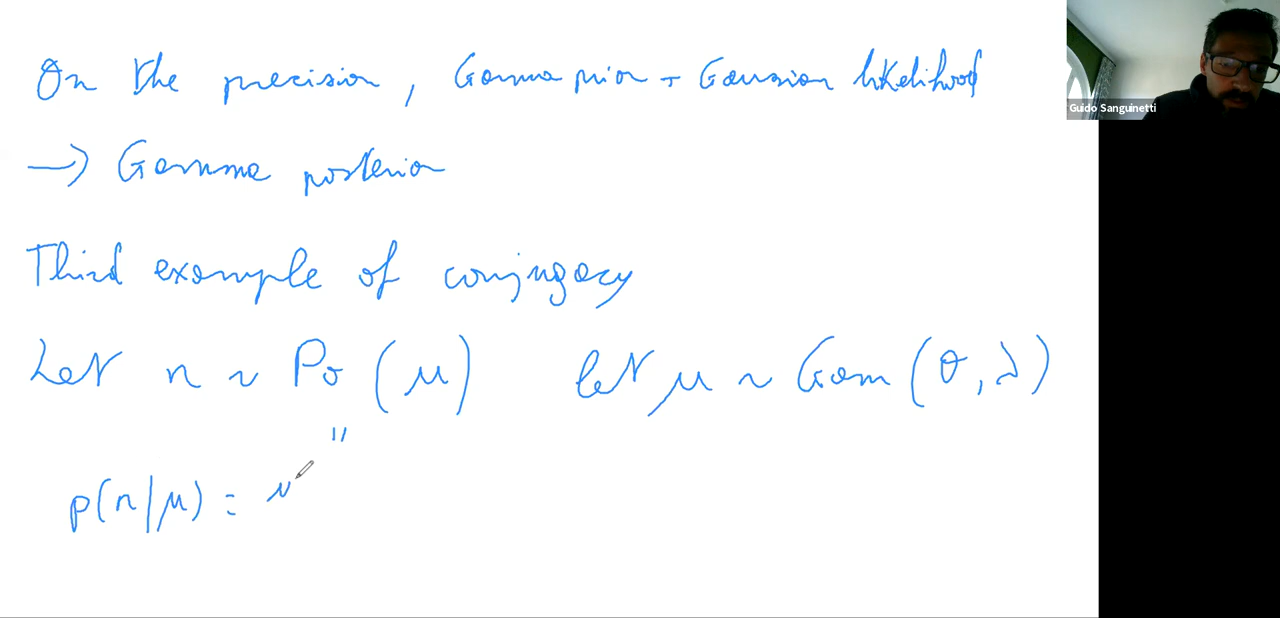 On the precision, Gamma prior + Gaussian likelihood
Guido Sanguinetti
→ Gamma posterior
Third example of conjugacy
Let n ~ Po (μ) let μ ~ Gam (θ, λ)
"
p(n|μ) = μ